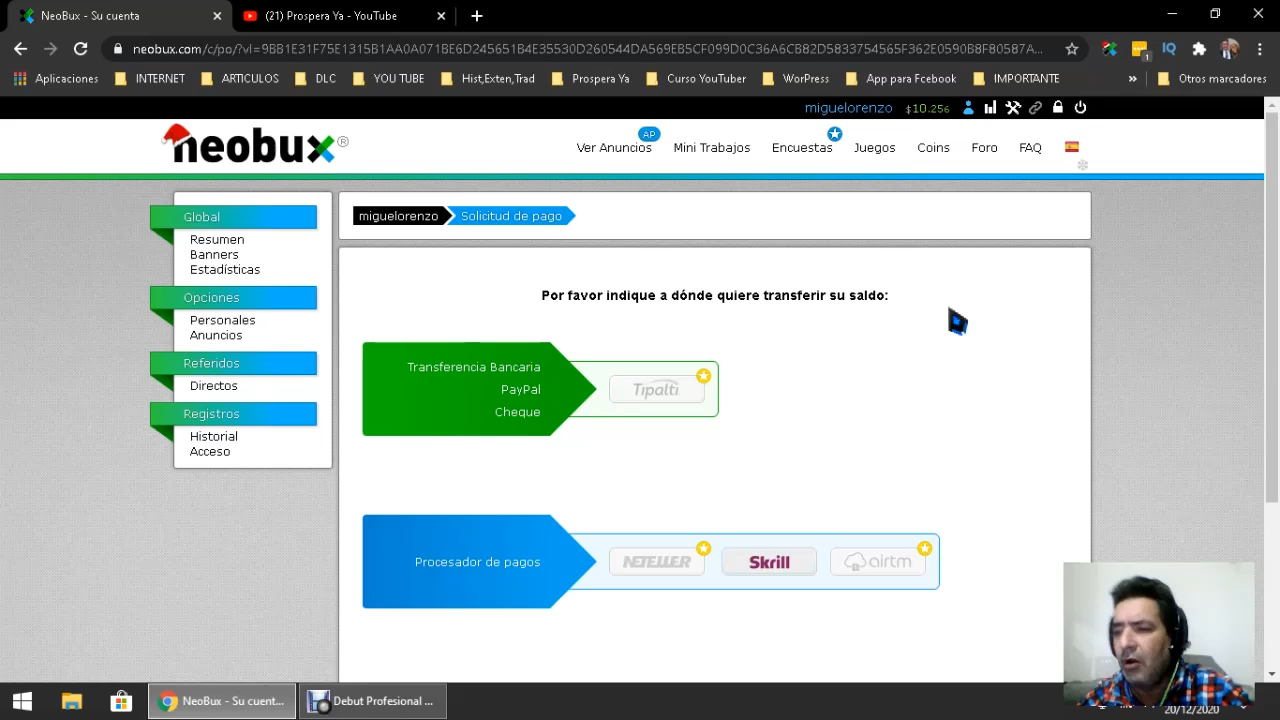 NeoBux - Su cuenta
(21) Prospera Ya - YouTube
neobux.com/c/po/?vl=9BB1E31F75E1315B1AA0A071BE6D245651B4E35530D260544DA569EB5CF099D0C36A6CB82D5833754565F362E0590B8F80587A...
1
IQ
Aplicaciones
INTERNET
ARTICULOS
DLC
YOU TUBE
Hist,Exten,Trad
Prospera Ya
Curso YouTuber
WorPress
App para Fcebook
IMPORTANTE
»
Otros marcadores
miguelorenzo $10.256
neobux®
AP
Ver Anuncios
Mini Trabajos
Encuestas
Juegos
Coins
Foro
FAQ
Global
Resumen
Banners
Estadísticas
Opciones
Personales
Anuncios
Referidos
Directos
Registros
Historial
Acceso
miguelorenzo
Solicitud de pago
Por favor indique a dónde quiere transferir su saldo:
Transferencia Bancaria
PayPal
Cheque
Tipalti
Procesador de pagos
NETELLER
Skrill
airtm
NeoBux - Su cuent...
Debut Profesional ...
20/12/2020